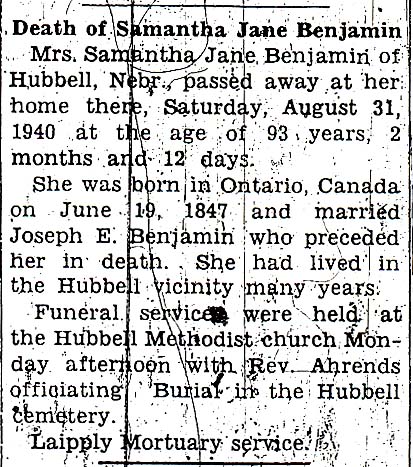 Death of Samantha Jane Benjamin
Mrs. Samantha Jane Benjamin of
Hubbell, Nebr., passed away at her
home there, Saturday, August 31,
1940 at the age of 93 years, 2
months and 12 days.
She was born in Ontario, Canada
on June 19, 1847 and married
Joseph E. Benjamin who preceded
her in death. She had lived in
the Hubbell vicinity many years.
Funeral services were held at
the Hubbell Methodist church Mon-
day afternoon with Rev. Ahrends
officiating. Burial in the Hubbell
cemetery.
Laipply Mortuary service.